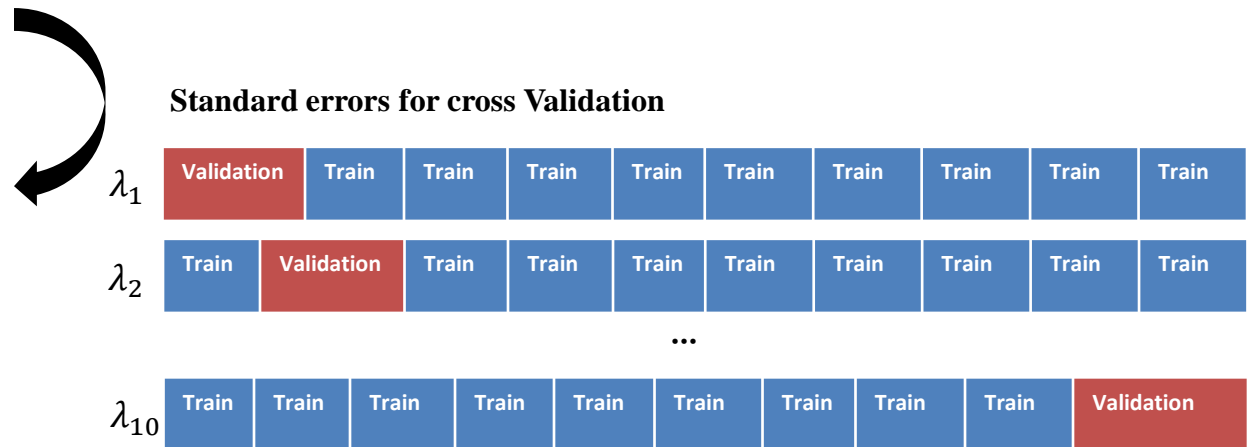 Standard errors for cross Validation
λ1 Validation Train Train Train Train Train Train Train Train Train
λ2 Train Validation Train Train Train Train Train Train Train Train
...
λ10 Train Train Train Train Train Train Train Train Train Validation